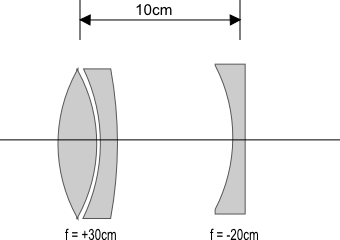 10cm
f = +30cm
f = -20cm